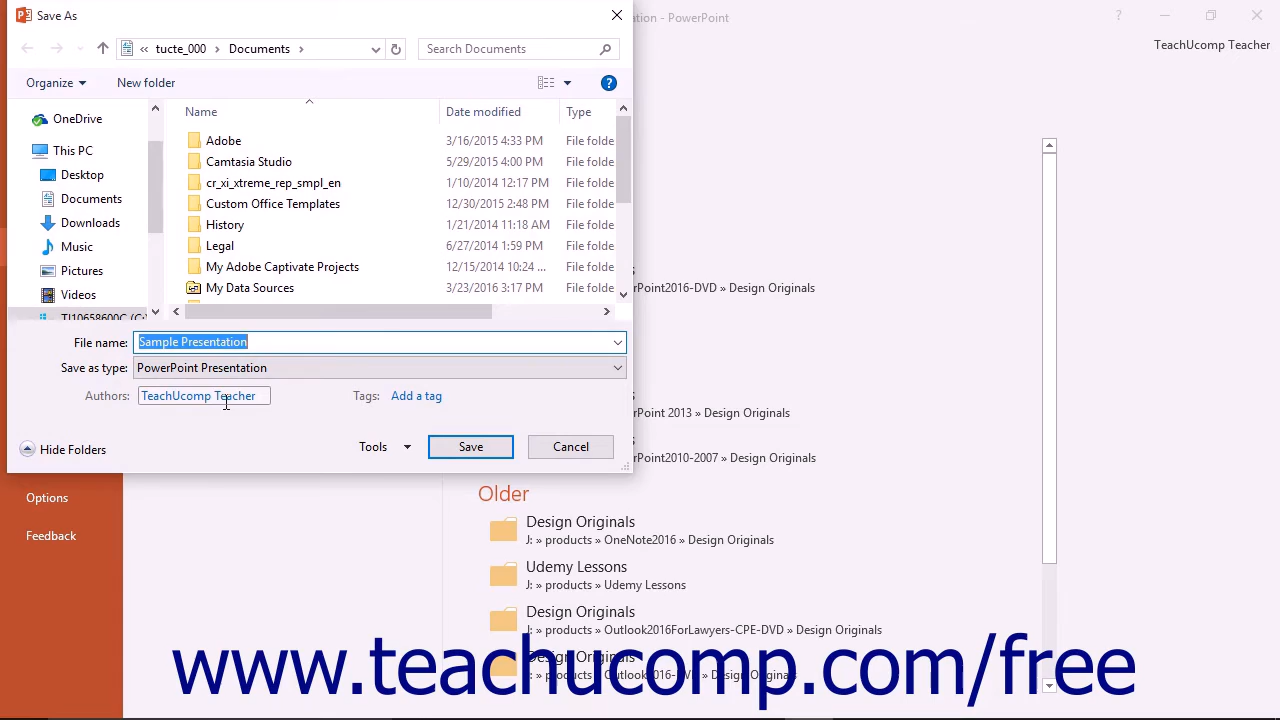 Save As
ation - PowerPoint
TeachUcomp Teacher
« tucte_000 > Documents >
Search Documents
Organize
New folder
Name
Date modified
Type
OneDrive
This PC
Desktop
Documents
Downloads
Music
Pictures
Videos
TI10658600C (C:
Adobe 3/16/2015 4:33 PM File folde
Camtasia Studio 5/29/2015 4:00 PM File folde
cr_xi_xtreme_rep_smpl_en 1/10/2014 12:17 PM File folde
Custom Office Templates 12/30/2015 2:48 PM File folde
History 1/21/2014 11:18 AM File folde
Legal 6/27/2014 1:59 PM File folde
My Adobe Captivate Projects 12/15/2014 10:24 ... File folde
My Data Sources 3/23/2016 3:17 PM File folde
File name: Sample Presentation
Save as type: PowerPoint Presentation
Authors: TeachUcomp Teacher
Tags: Add a tag
Hide Folders
Tools
Save
Cancel
Options
Feedback
s
rPoint2016-DVD » Design Originals
s
rPoint 2013 » Design Originals
s
rPoint2010-2007 » Design Originals
Older
Design Originals
J: » products » OneNote2016 » Design Originals
Udemy Lessons
J: » products » Udemy Lessons
Design Originals
J: » products » Outlook2016ForLawyers-CPE-DVD » Design Originals
Design Originals
J: » products » Outlook2016-DVD » Design Originals
www.teachucomp.com/free